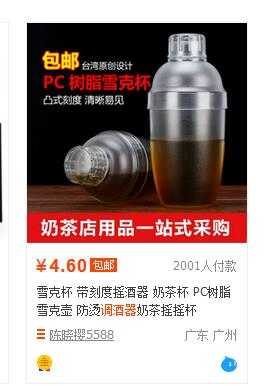 包邮
台湾原创设计
PC 树脂雪克杯
凸式刻度 清晰易见
奶茶店用品一站式采购
¥4.60 包邮 2001人付款
雪克杯 带刻度摇酒器 奶茶杯 PC树脂
雪克壶 防烫调酒器奶茶摇摇杯
陈晓撄5588 广东 广州